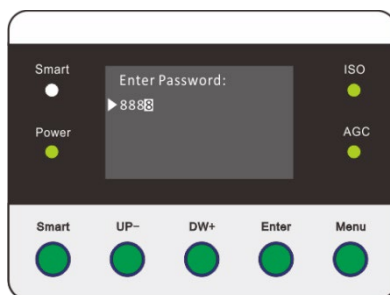 Smart
ISO
Enter Password:
8888
Power
AGC
Smart UP- DW+ Enter Menu